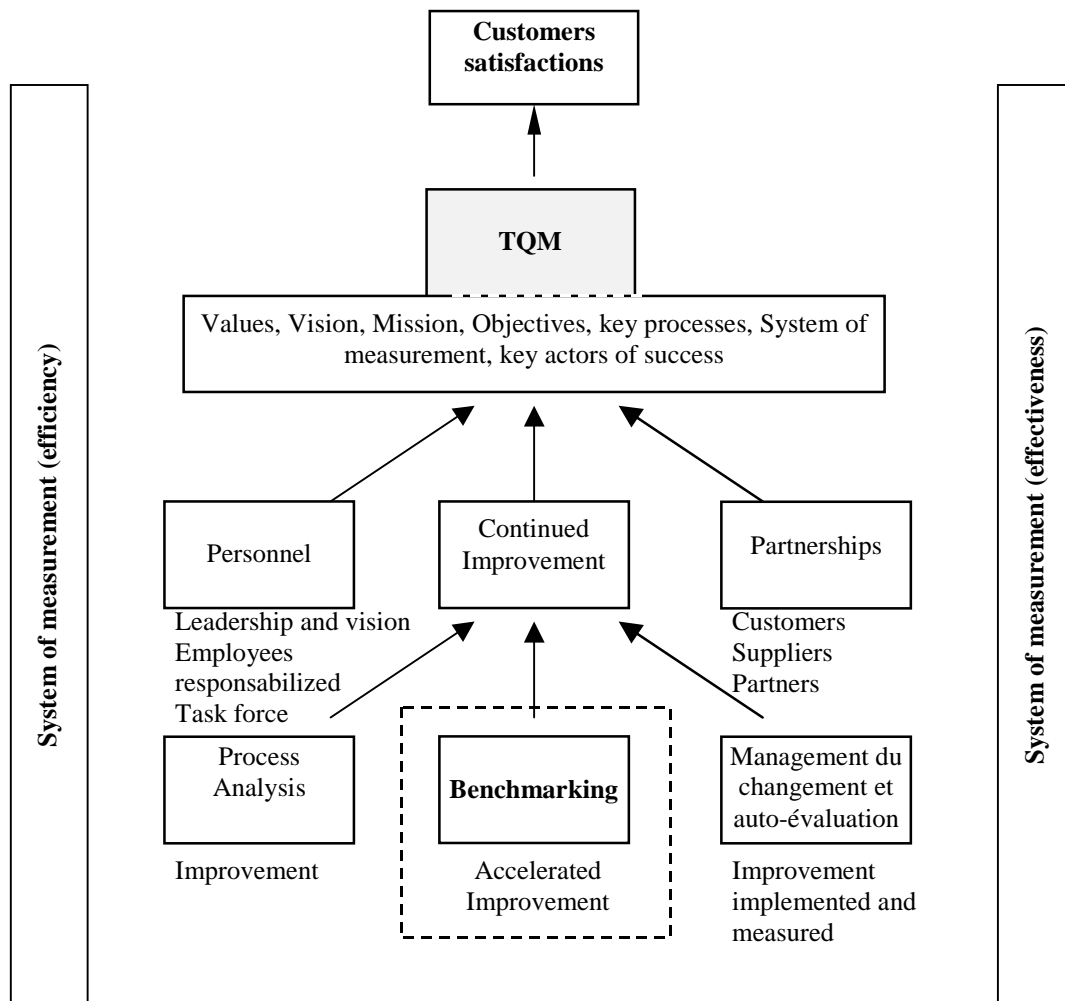 Customers
satisfactions
System of measurement (efficiency)
System of measurement (effectiveness)
TQM
Values, Vision, Mission, Objectives, key processes, System of
measurement, key actors of success
Personnel
Continued
Improvement
Partnerships
Leadership and vision
Employees
responsabilized
Task force
Customers
Suppliers
Partners
Process
Analysis
Benchmarking
Management du
changement et
auto-évaluation
Improvement
Accelerated
Improvement
Improvement
implemented and
measured